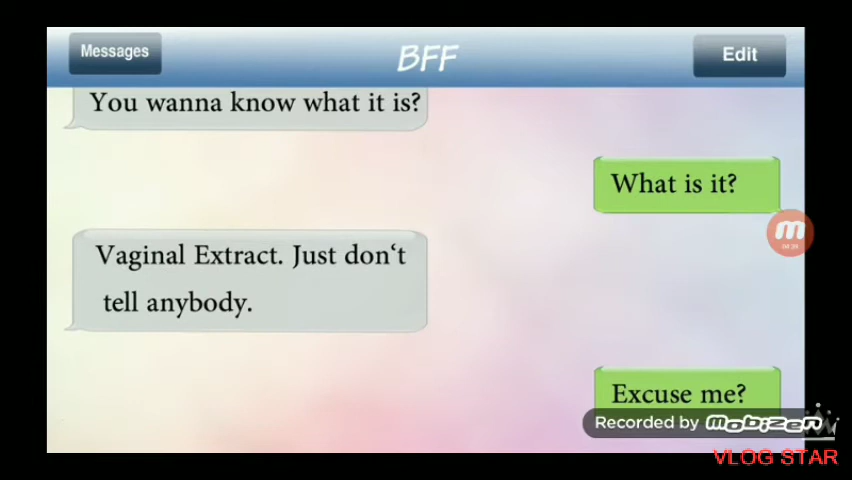 Messages
BFF
Edit
You wanna know what it is?
What is it?
Vaginal Extract. Just don‘t
tell anybody.
Excuse me?
Recorded by mobizen
VLOG STAR